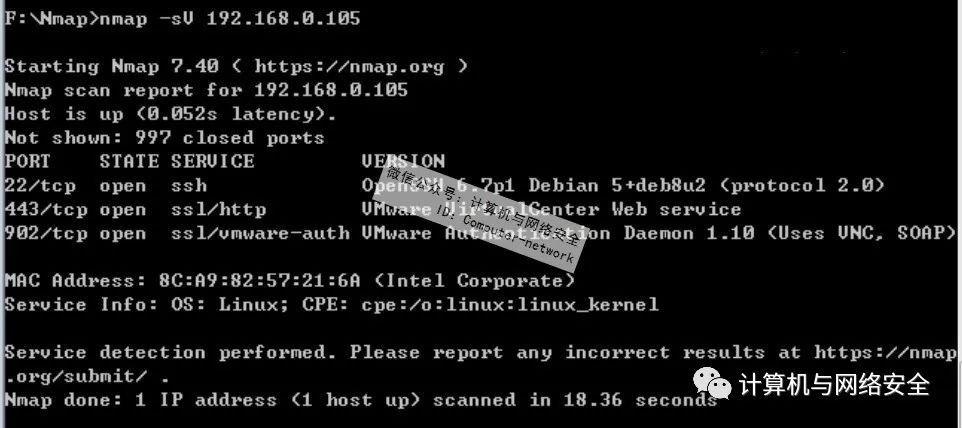 F:\Nmap>nmap -sV 192.168.0.105
Starting Nmap 7.40 ( https://nmap.org )
Nmap scan report for 192.168.0.105
Host is up (0.052s latency).
Not shown: 997 closed ports
PORT    STATE SERVICE         VERSION
22/tcp  open  ssh             OpenSSH 6.7p1 Debian 5+deb8u2 (protocol 2.0)
443/tcp open  ssl/http        VMware VirtualCenter Web service
902/tcp open  ssl/vmware-auth VMware Authentication Daemon 1.10 (Uses VNC, SOAP)
微信公众号：计算机与网络安全
ID: Computer-network
MAC Address: 8C:A9:82:57:21:6A (Intel Corporate)
Service Info: OS: Linux; CPE: cpe:/o:linux:linux_kernel
Service detection performed. Please report any incorrect results at https://nmap
.org/submit/ .
Nmap done: 1 IP address (1 host up) scanned in 18.36 seconds
计算机与网络安全